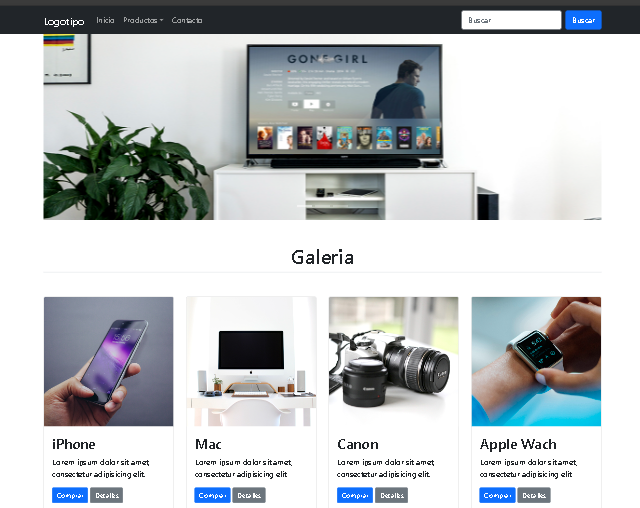 Logotipo Inicio Productos Contacto Buscar Buscar
GONE GIRL
Galeria
iPhone Mac Canon Apple Wach
Lorem ipsum dolor sit amet, Lorem ipsum dolor sit amet, Lorem ipsum dolor sit amet, Lorem ipsum dolor sit amet,
consectetur adipisicing elit. consectetur adipisicing elit. consectetur adipisicing elit. consectetur adipisicing elit.
Comprar Detalles Comprar Detalles Comprar Detalles Comprar Detalles